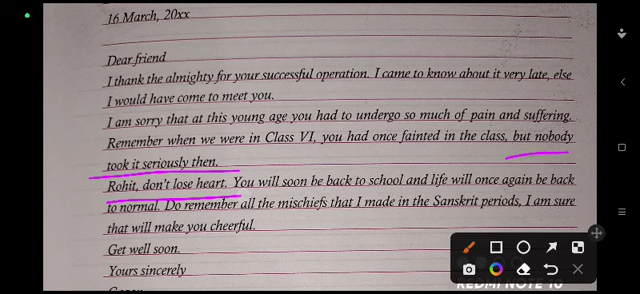 16 March, 20xx
Dear friend
I thank the almighty for your successful operation. I came to know about it very late, else
I would have come to meet you.
I am sorry that at this young age you had to undergo so much of pain and suffering.
Remember when we were in Class VI, you had once fainted in the class, but nobody
took it seriously then.
Rohit, don't lose heart. You will soon be back to school and life will once again be back
to normal. Do remember all the mischiefs that I made in the Sanskrit periods, I am sure
that will make you cheerful.
Get well soon.
Yours sincerely
REDMI NOTE 10